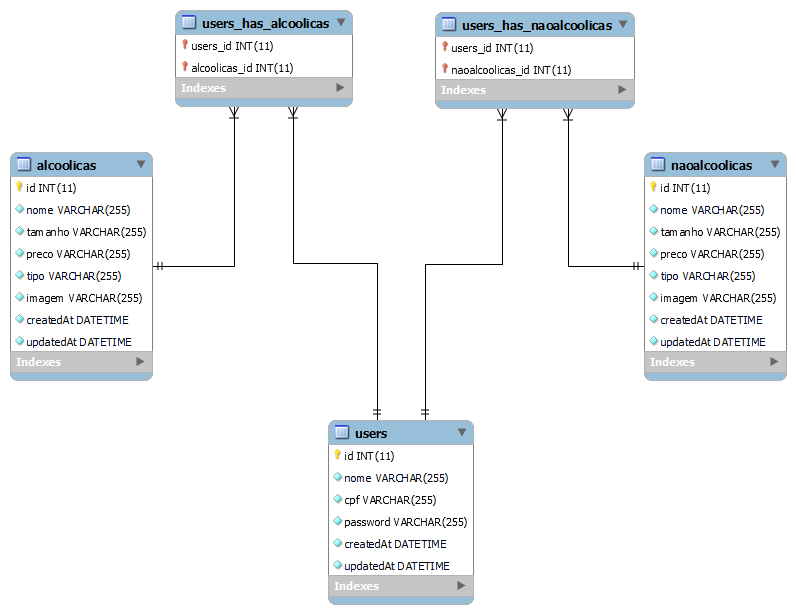 users_has_alcoolicas
users_id INT(11)
alcoolicas_id INT(11)
Indexes
users_has_naoalcoolicas
users_id INT(11)
naoalcoolicas_id INT(11)
Indexes
alcoolicas
id INT(11)
nome VARCHAR(255)
tamanho VARCHAR(255)
preco VARCHAR(255)
tipo VARCHAR(255)
imagem VARCHAR(255)
createdAt DATETIME
updatedAt DATETIME
Indexes
naoalcoolicas
id INT(11)
nome VARCHAR(255)
tamanho VARCHAR(255)
preco VARCHAR(255)
tipo VARCHAR(255)
imagem VARCHAR(255)
createdAt DATETIME
updatedAt DATETIME
Indexes
users
id INT(11)
nome VARCHAR(255)
cpf VARCHAR(255)
password VARCHAR(255)
createdAt DATETIME
updatedAt DATETIME
Indexes